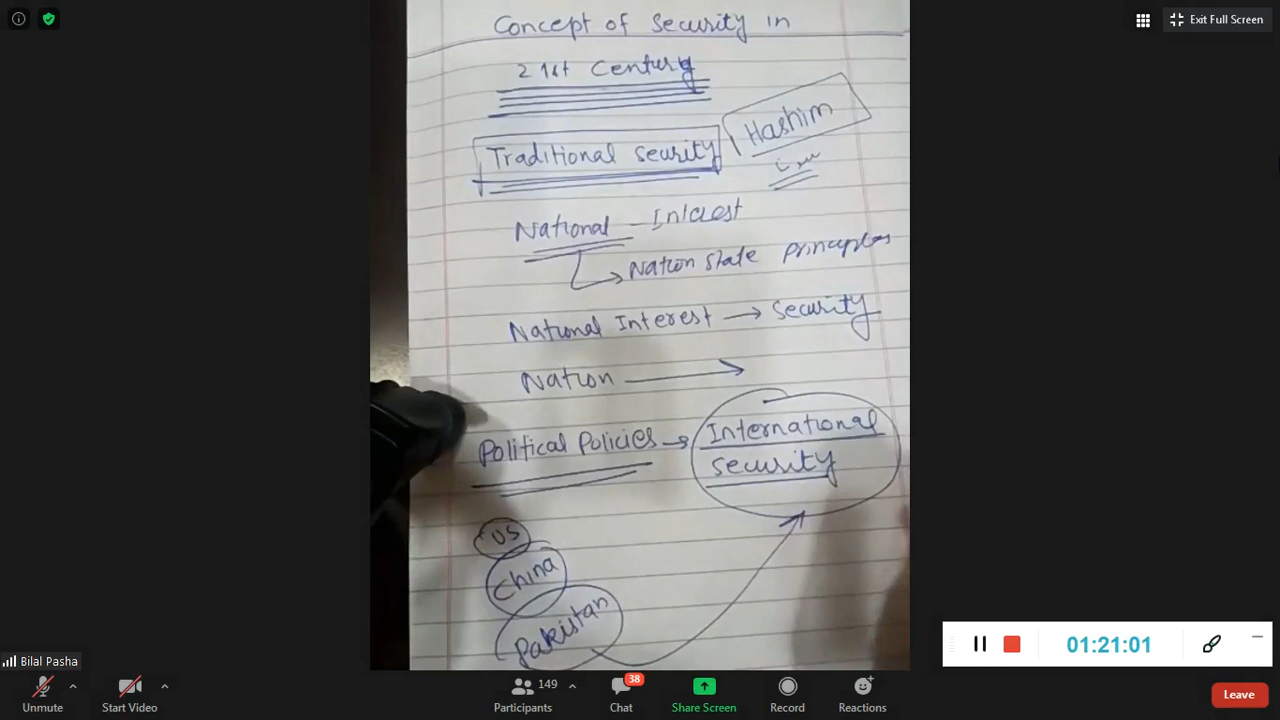 Exit Full Screen
Concept of Security in
21st Century
Traditional Security
Hashim
National - Interest
Nation state principles
National Interest → Security
Nation →
Political Policies → International
security
US
China
Pakistan
01:21:01
Bilal Pasha
Unmute
Start Video
149
Participants
38
Chat
Share Screen
Record
Reactions
Leave